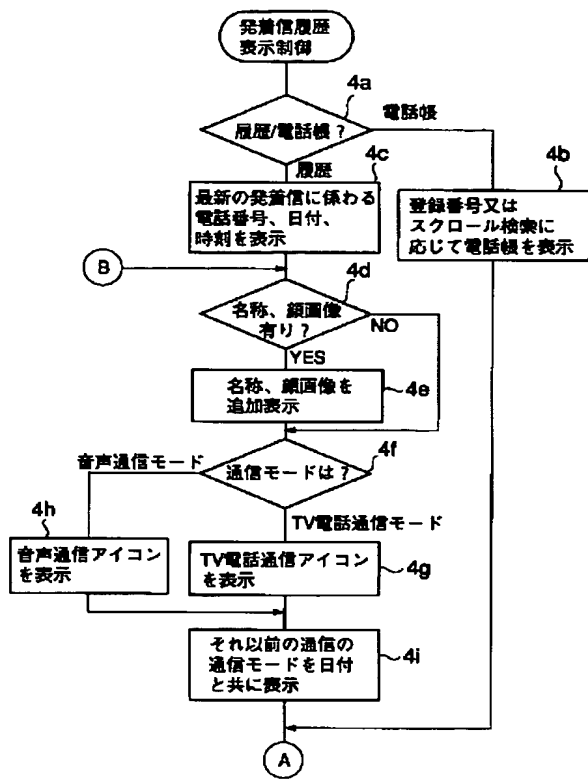 発着信履歴
表示制御
4a
履歴/電話帳?
電話帳
履歴
4c
4b
最新の発着信に係わる
電話番号、日付、
時刻を表示
登録番号又は
スクロール検索に
応じて電話帳を表示
B
4d
名称、顔画像
有り?
NO
YES
名称、顔画像を
追加表示
4e
4f
音声通信モード
通信モードは?
TV電話通信モード
4h
音声通信アイコン
を表示
TV電話通信アイコン
を表示
4g
それ以前の通信の
通信モードを日付
と共に表示
4i
A